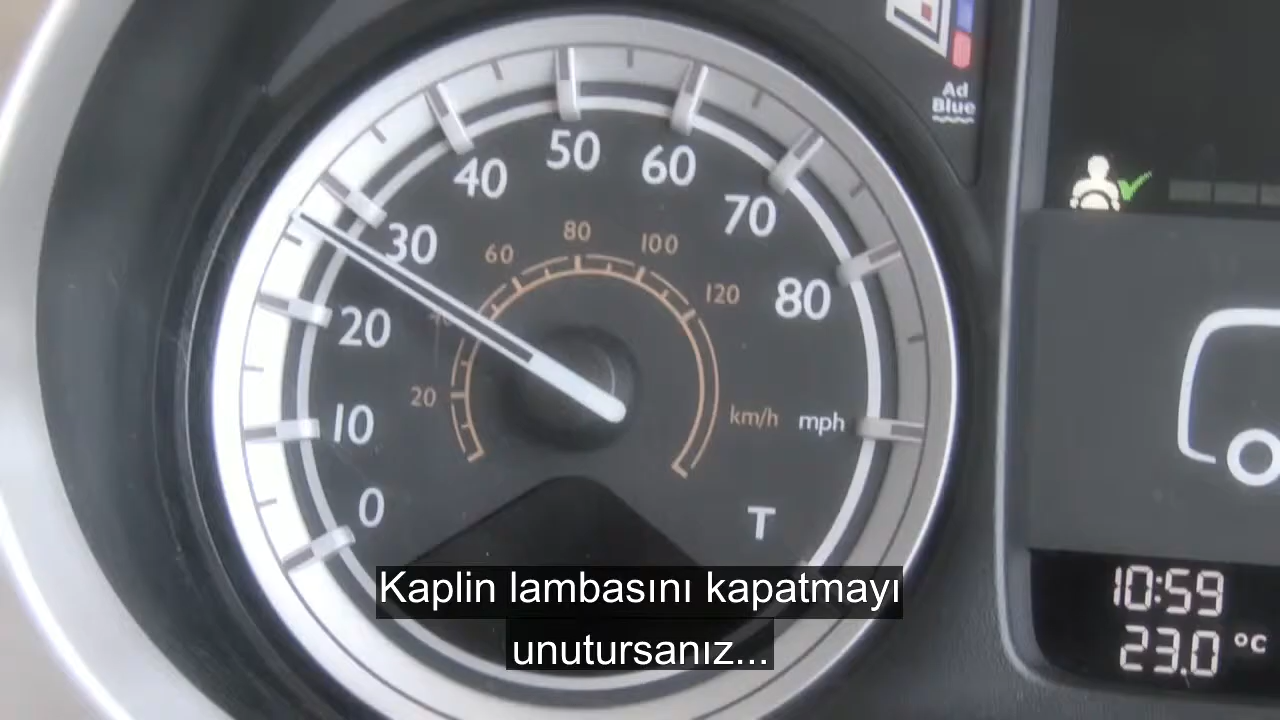 Ad
Blue
50
40
60
30
70
80
100
60
20
120
80
20
10
km/h mph
0
T
10:59
23.0 °C
Kaplin lambasını kapatmayı
unutursanız...